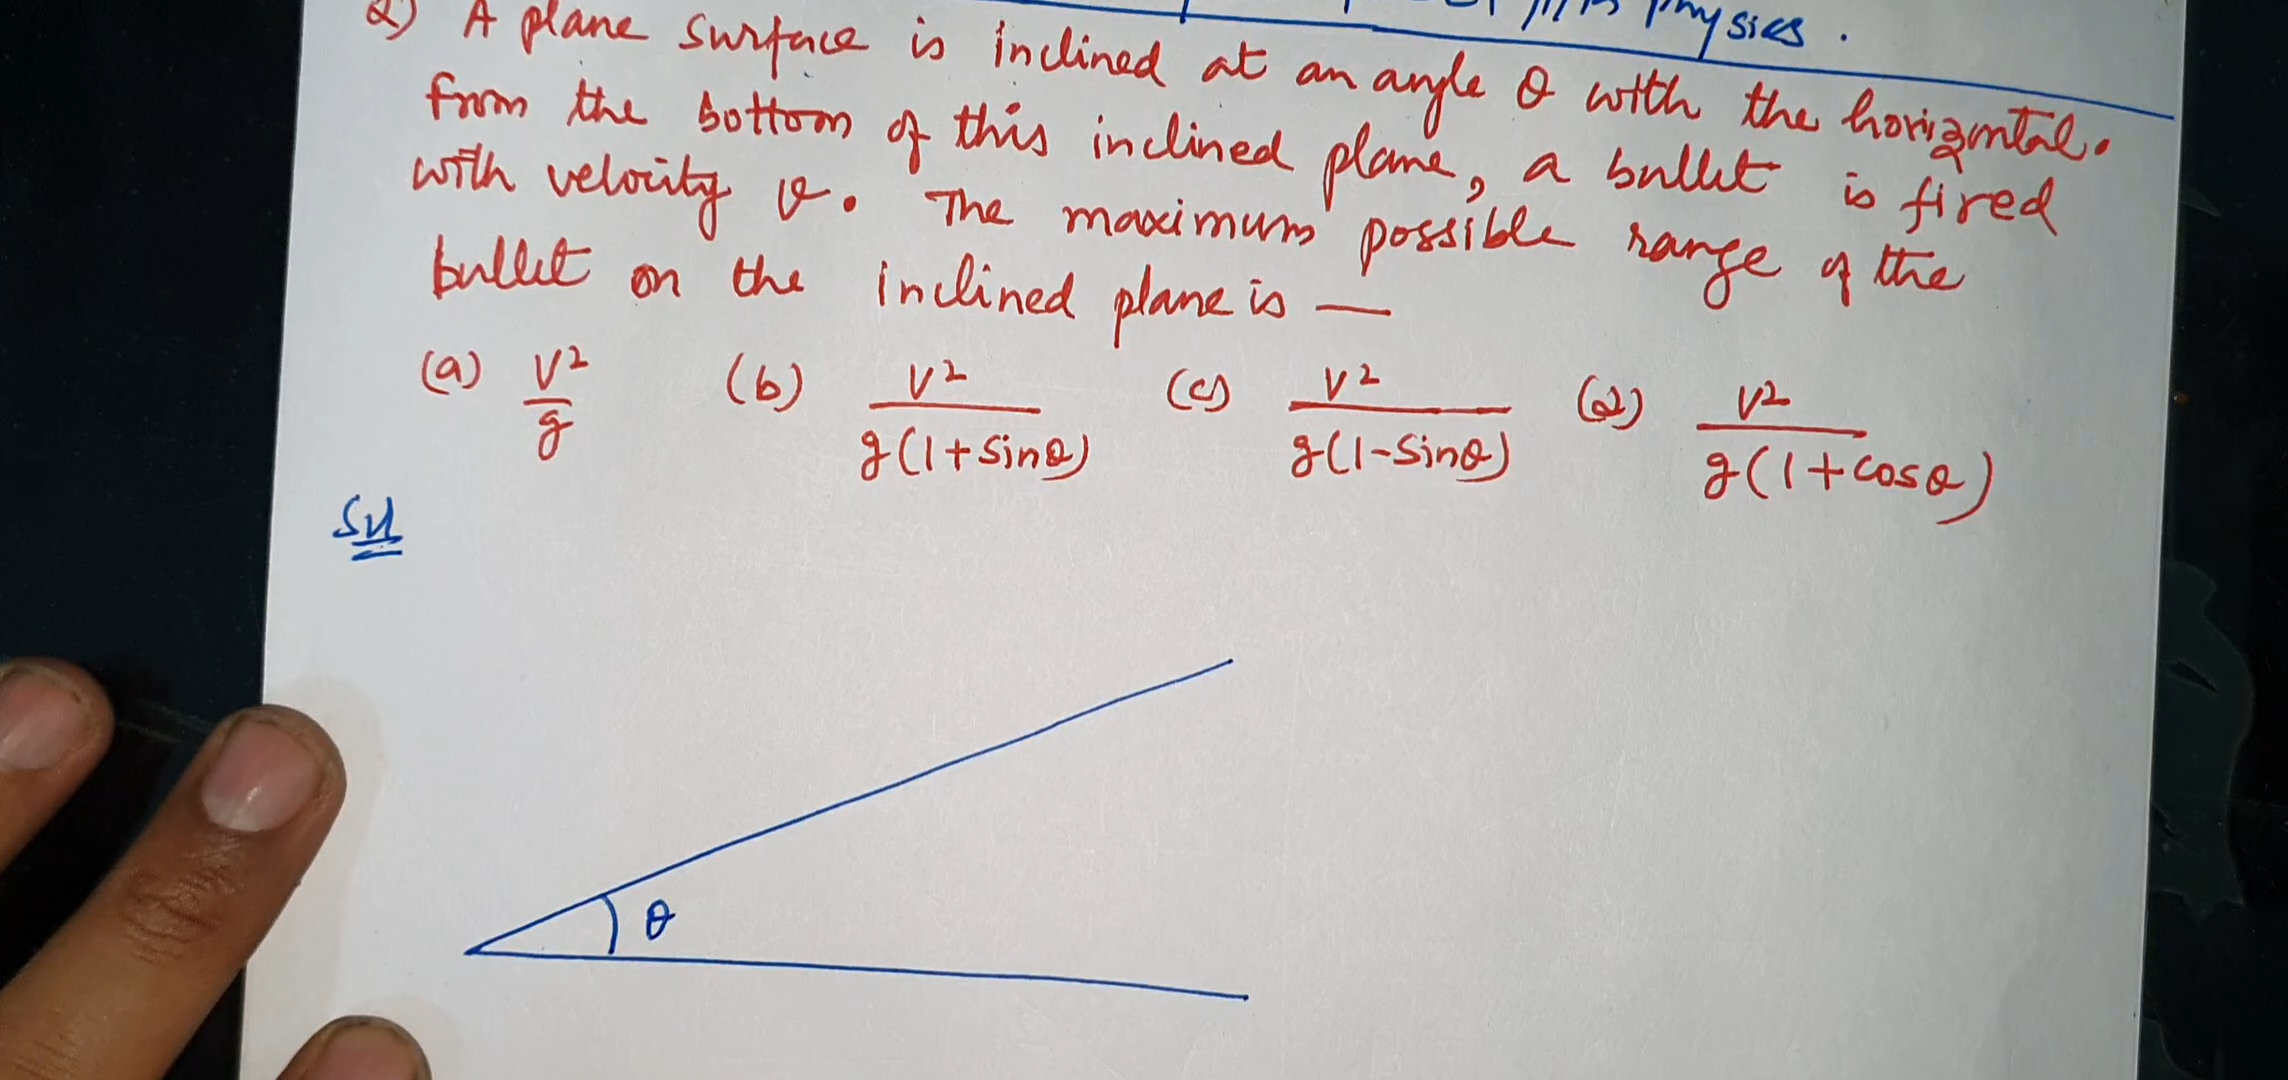 2) A plane surface is inclined at an angle θ with the horizontal.
from the bottom of this inclined plane, a bullet is fired
with velocity v. The maximum possible range of the
bullet on the inclined plane is —
(a) V²/g (b) V²/g(1+sinθ) (c) V²/g(1-sinθ) (d) V²/g(1+cosθ)
Sol
θ
physics.